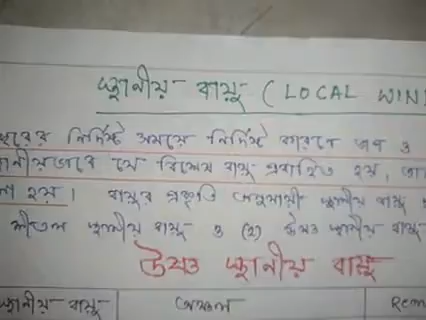 স্থানীয় বায়ু (LOCAL WIN
নির্দিষ্ট সময়ে নির্দিষ্ট কারণে
যে বিশেষ বায়ু প্রবাহিত হয়,
হয়। বায়ুর প্রকৃতি অনুযায়ী স্থানীয় বায়ু
শীতল স্থানীয় বায়ু ও (২) উষ্ণ স্থানীয় বায়ু
উষ্ণ স্থানীয় বায়ু
স্থানীয় বায়ু অঞ্চল Rem